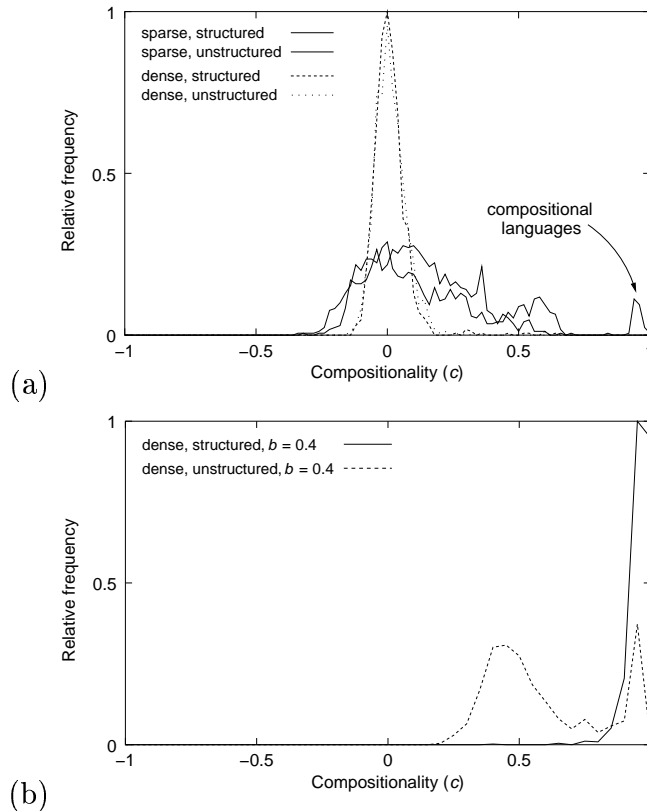 sparse, structured
sparse, unstructured
dense, structured
dense, unstructured
1
0.5
0
Relative frequency
compositional
languages
−1
−0.5
0
0.5
Compositionality (c)
(a)
dense, structured, b = 0.4
dense, unstructured, b = 0.4
1
0.5
0
Relative frequency
−1
−0.5
0
0.5
Compositionality (c)
(b)